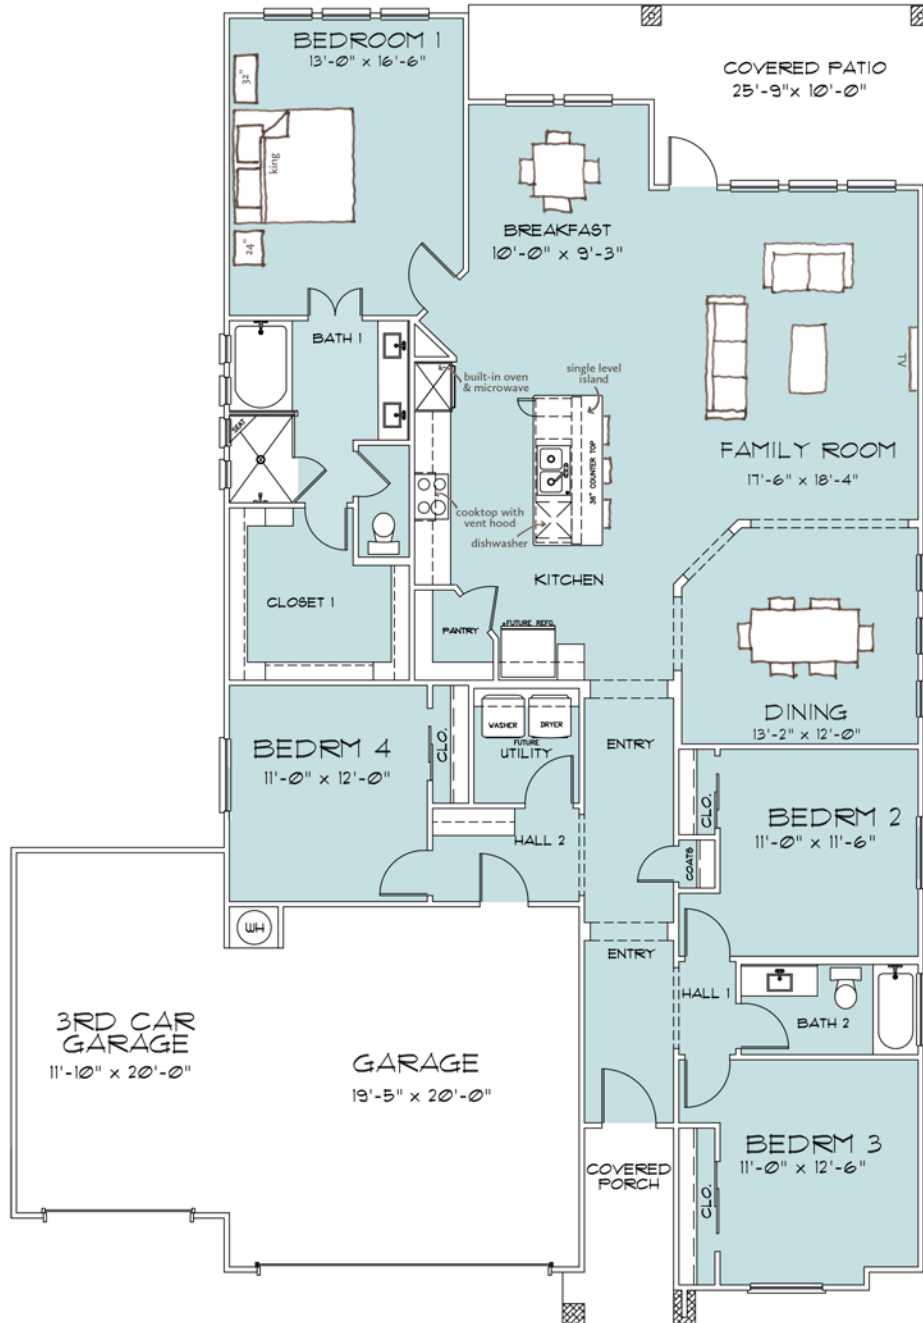 BEDROOM 1
13'-0" x 16'-6"
32"
king
24"
COVERED PATIO
25'-9"x 10'-0"
BREAKFAST
10'-0" x 9'-3"
BATH 1
built-in oven
& microwave
single level
island
TV
SEAT
36" COUNTER TOP
FAMILY ROOM
17'-6" x 18'-4"
cooktop with
vent hood
dishwasher
KITCHEN
CLOSET 1
PANTRY
FUTURE REFG.
DINING
13'-2" x 12'-0"
BEDRM 4
11'-0" x 12'-0"
CLO.
WASHER
DRYER
FUTURE
UTILITY
ENTRY
CLO.
BEDRM 2
11'-0" x 11'-6"
HALL 2
COATS
WH
ENTRY
HALL 1
BATH 2
3RD CAR
GARAGE
11'-10" x 20'-0"
GARAGE
19'-5" x 20'-0"
COVERED
PORCH
CLO.
BEDRM 3
11'-0" x 12'-6"